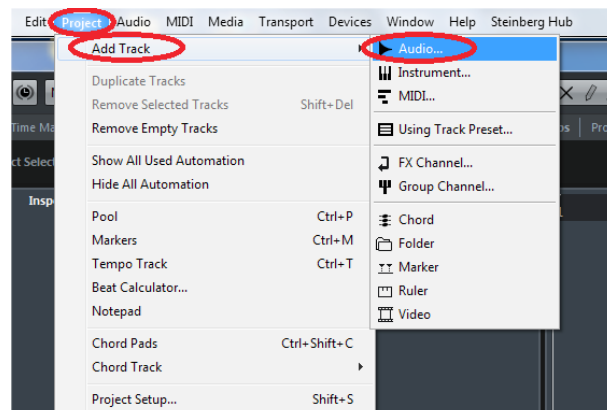 Edit Project Audio MIDI Media Transport Devices Window Help Steinberg Hub
Add Track
Duplicate Tracks
Remove Selected Tracks Shift+Del
Remove Empty Tracks
Show All Used Automation
Hide All Automation
Pool Ctrl+P
Markers Ctrl+M
Tempo Track Ctrl+T
Beat Calculator...
Notepad
Chord Pads Ctrl+Shift+C
Chord Track
Project Setup... Shift+S
Audio...
Instrument...
MIDI...
Using Track Preset...
FX Channel...
Group Channel...
Chord
Folder
Marker
Ruler
Video
Time Ma
ct Selec
Insp